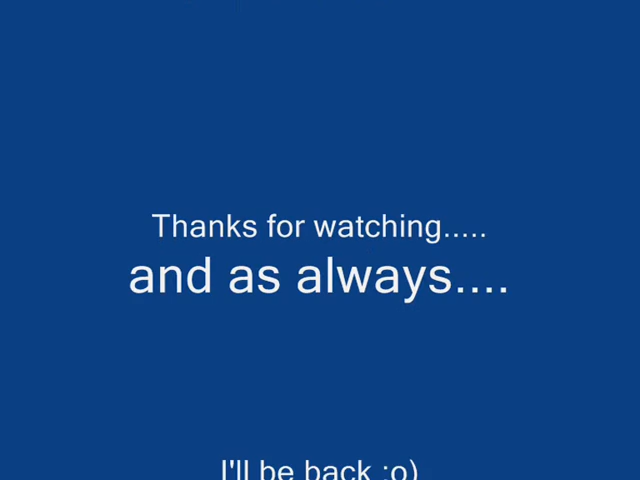 Thanks for watching.....
and as always....
I'll be back :o)